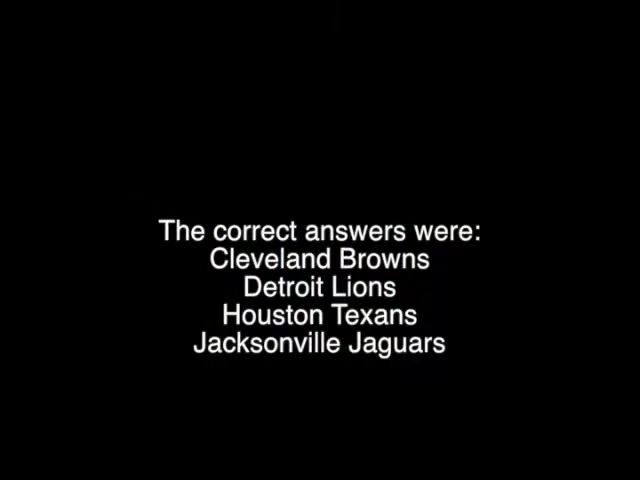 The correct answers were:
Cleveland Browns
Detroit Lions
Houston Texans
Jacksonville Jaguars